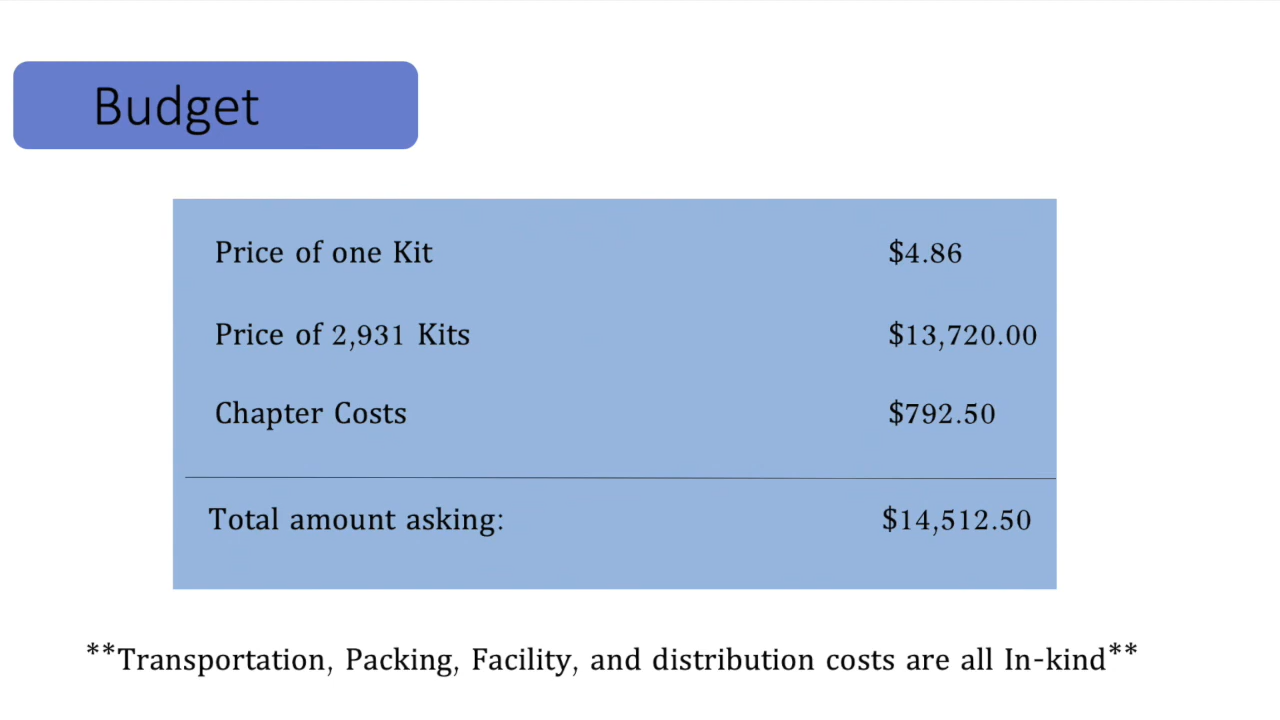 Budget
Price of one Kit $4.86
Price of 2,931 Kits $13,720.00
Chapter Costs $792.50
Total amount asking: $14,512.50
**Transportation, Packing, Facility, and distribution costs are all In-kind**